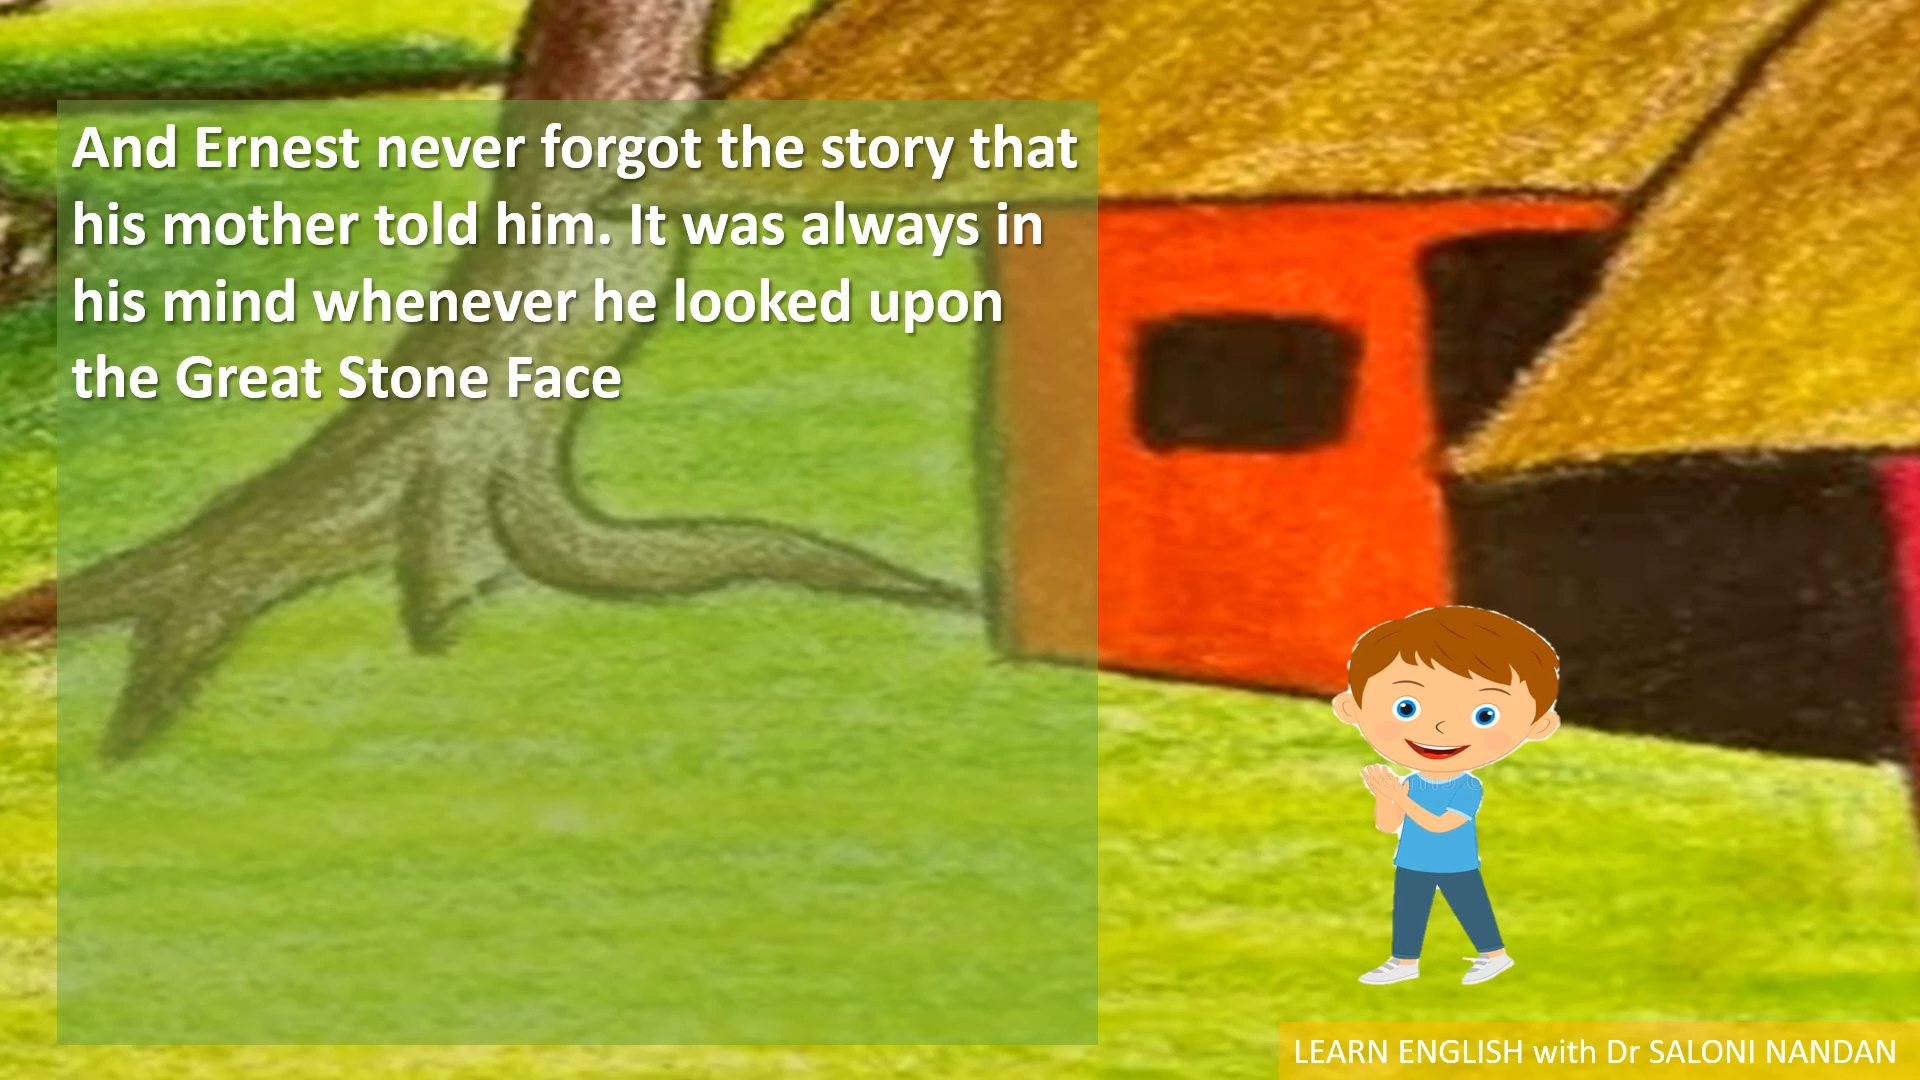 And Ernest never forgot the story that
his mother told him. It was always in
his mind whenever he looked upon
the Great Stone Face
LEARN ENGLISH with Dr SALONI NANDAN